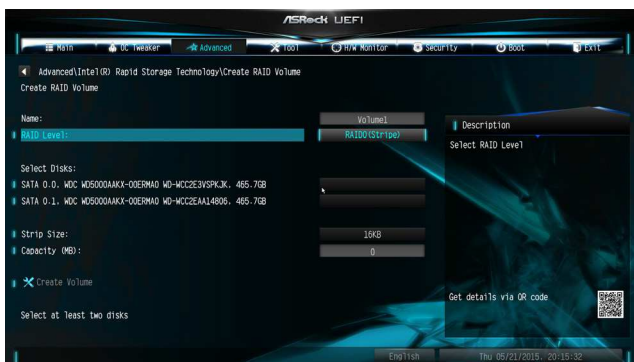 ASRock UEFI
Main OC Tweaker Advanced Tool H/W Monitor Security Boot Exit
Advanced\Intel(R) Rapid Storage Technology\Create RAID Volume
Create RAID Volume
Name: Volume1
RAID Level: RAID0(Stripe)
Description
Select RAID Level
Select Disks:
SATA 0.0. WDC WD5000AAKX-00ERMA0 WD-WCC2E3VSPKJK. 465.7GB
SATA 0.1. WDC WD5000AAKX-00ERMA0 WD-WCC2EAA14806. 465.7GB
Strip Size: 16KB
Capacity (MB): 0
Create Volume
Select at least two disks
Get details via QR code
English Thu 05/21/2015. 20:15:32